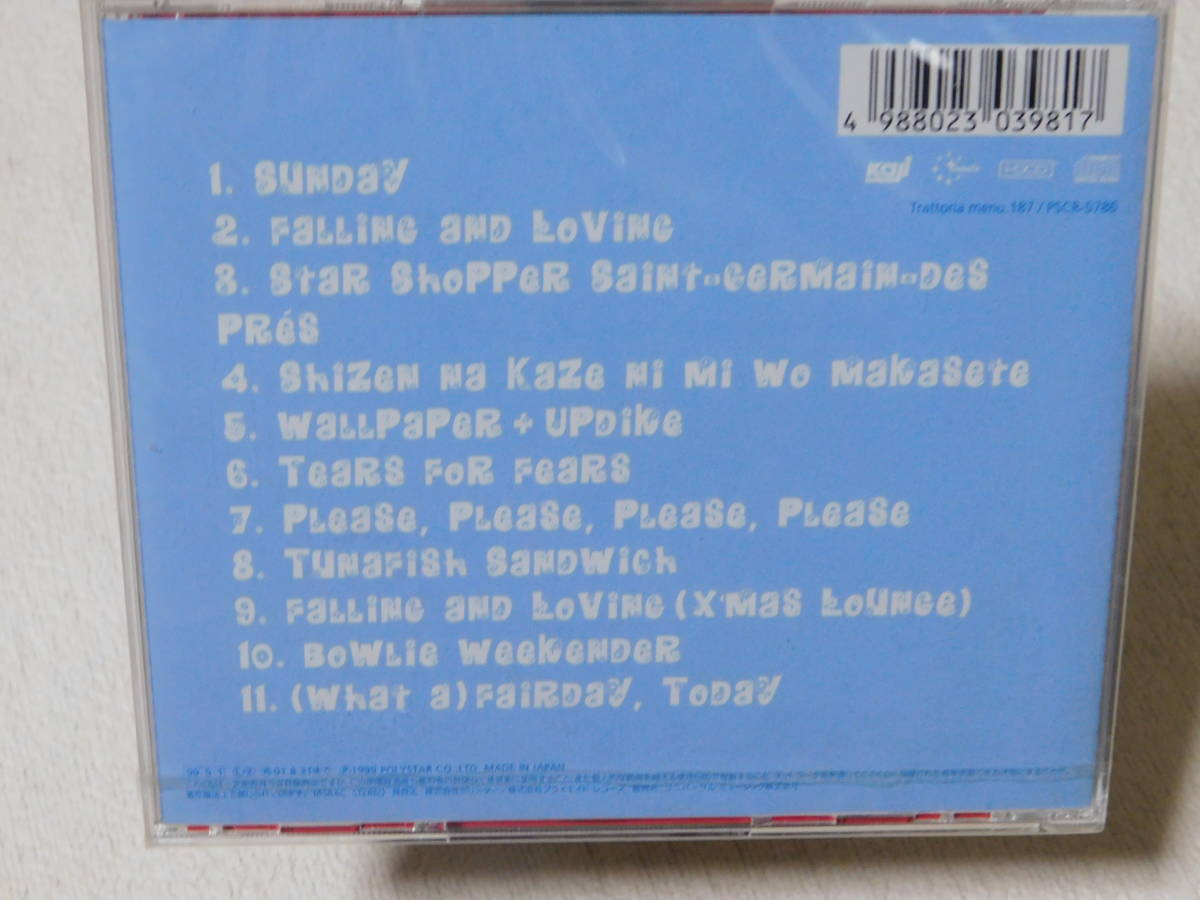 4 988023 039817
kaji
Trattoria menu.187 / PSCR-5786
1. SUNDAY
2. FALLING AND LOVING
3. STAR SHOPPER SAINT-GERMAIN-DES
PRÉS
4. SHIZEN NA KAZE NI MI WO MAKASETE
5. WALLPAPER + UPDIKE
6. TEARS FOR FEARS
7. PLEASE, PLEASE, PLEASE, PLEASE
8. TUNAFISH SANDWICH
9. FALLING AND LOVING (X'MAS LOUNGE)
10. BOWLIE WEEKENDER
11. (WHAT A) FAIRDAY, TODAY
℗1999 POLYSTAR CO. LTD. MADE IN JAPAN